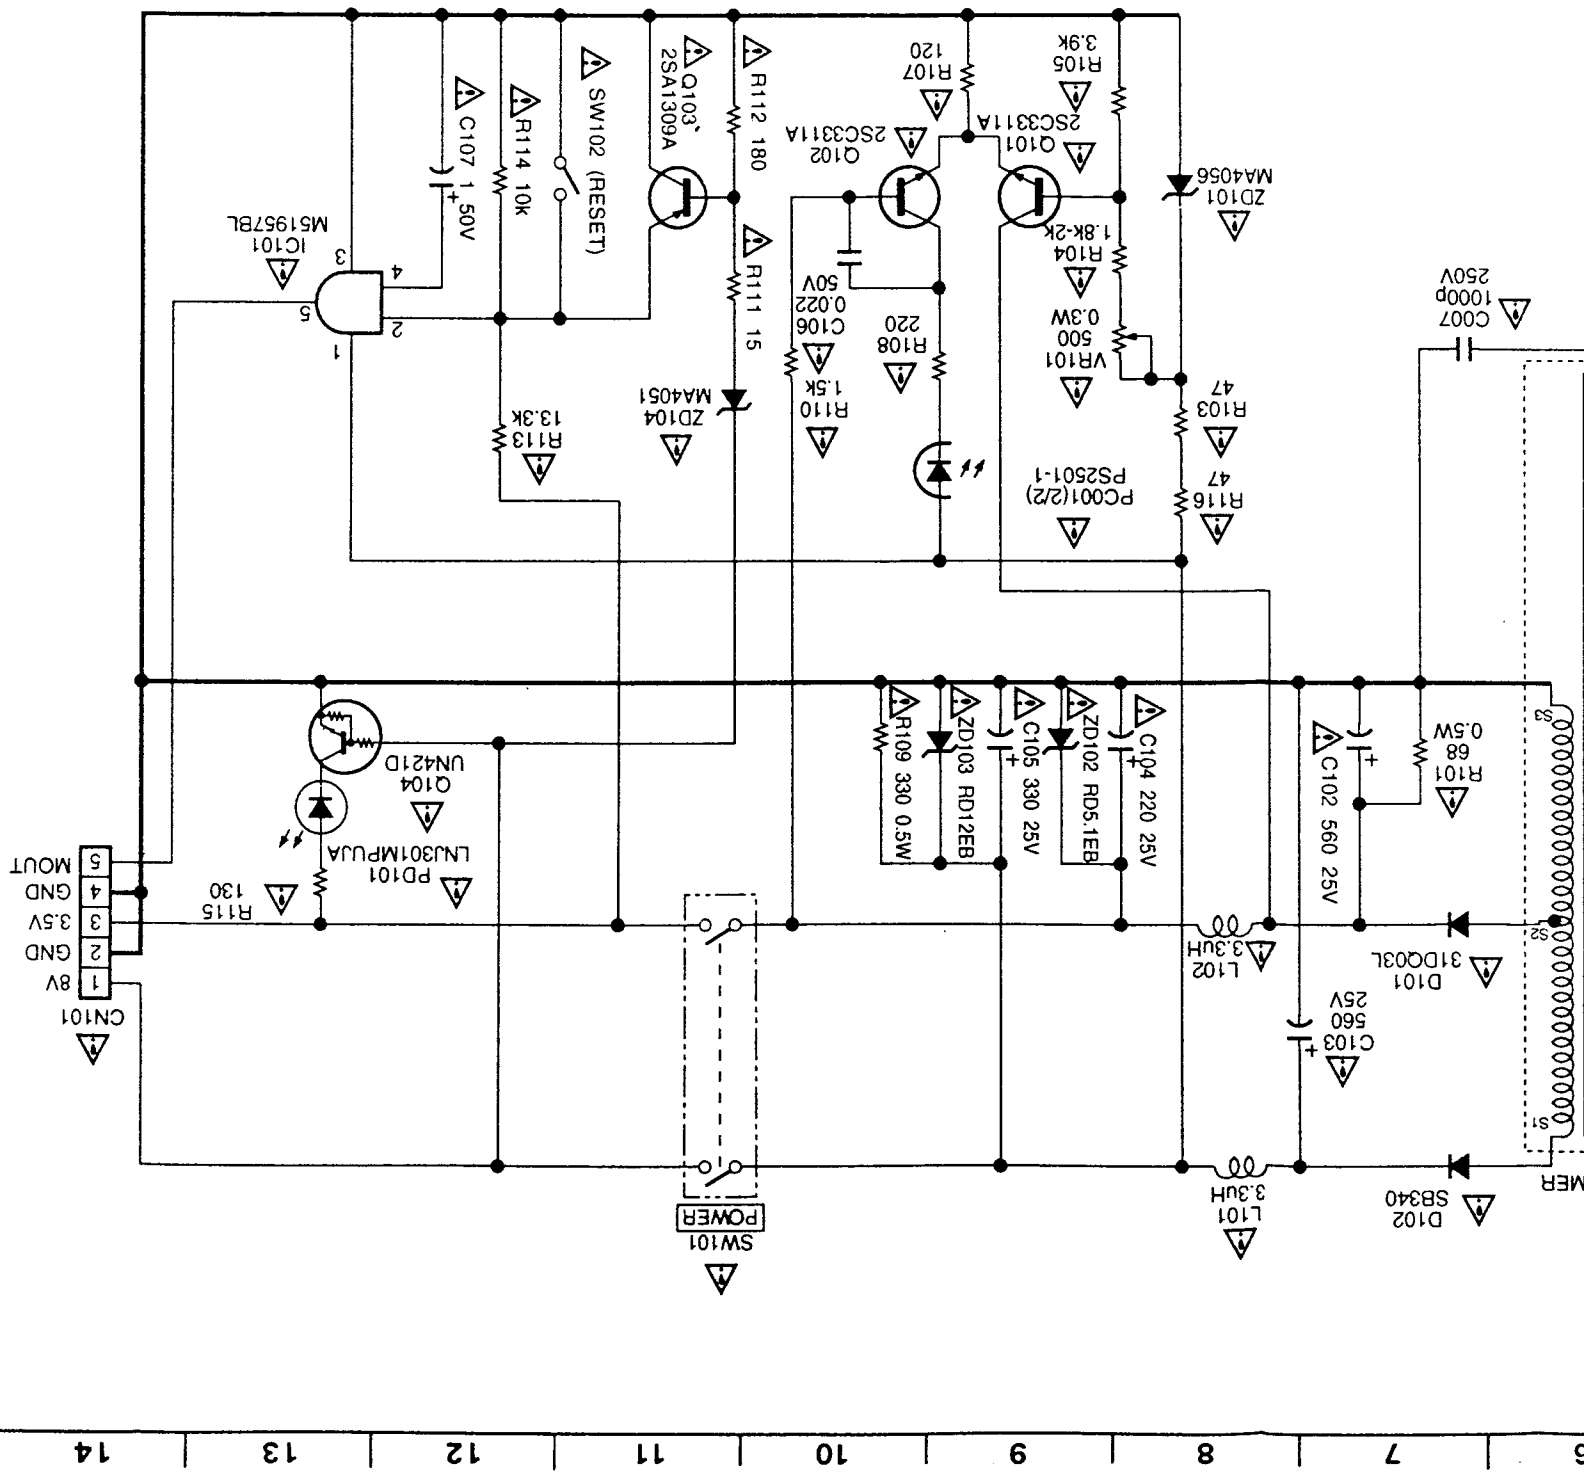 R105
3.9k
R107
120
Q101
2SC3311A
Q102
2SC3311A
R112 180
Q103
2SA1309A
SW102 (RESET)
R114 10k
C107 1 50V
+
ZD101
MA4056
R104
1.8k-2k
VR101
500
0.3W
R103
47
R116
47
C007
1000p
250V
C106
0.022
50V
R108
220
R110
1.5k
R111 15
ZD104
MA4051
R113
13.3k
IC101
M51957BL
1
2
3
4
5
PC001(2/2)
PS2501-1
R109 330 0.5W
ZD103 RD12EB
C105 330 25V
+
ZD102 RD5.1EB
C104 220 25V
+
C102 560 25V
+
R101
68
0.5W
S3
S2
S1
Q104
UN421D
PD101
LNJ301MPUJA
R115
130
MOUT 5
GND 4
3.5V 3
GND 2
8V 1
CN101
L102
3.3uH
D101
31DQ03L
C103
560
25V
+
L101
3.3uH
D102
SB340
MER
SW101
POWER
6
7
8
9
10
11
12
13
14